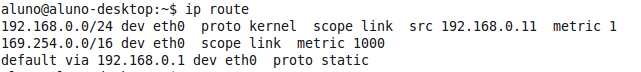 aluno@aluno-desktop:~$ ip route
192.168.0.0/24 dev eth0  proto kernel  scope link  src 192.168.0.11  metric 1
169.254.0.0/16 dev eth0  scope link  metric 1000
default via 192.168.0.1 dev eth0  proto static